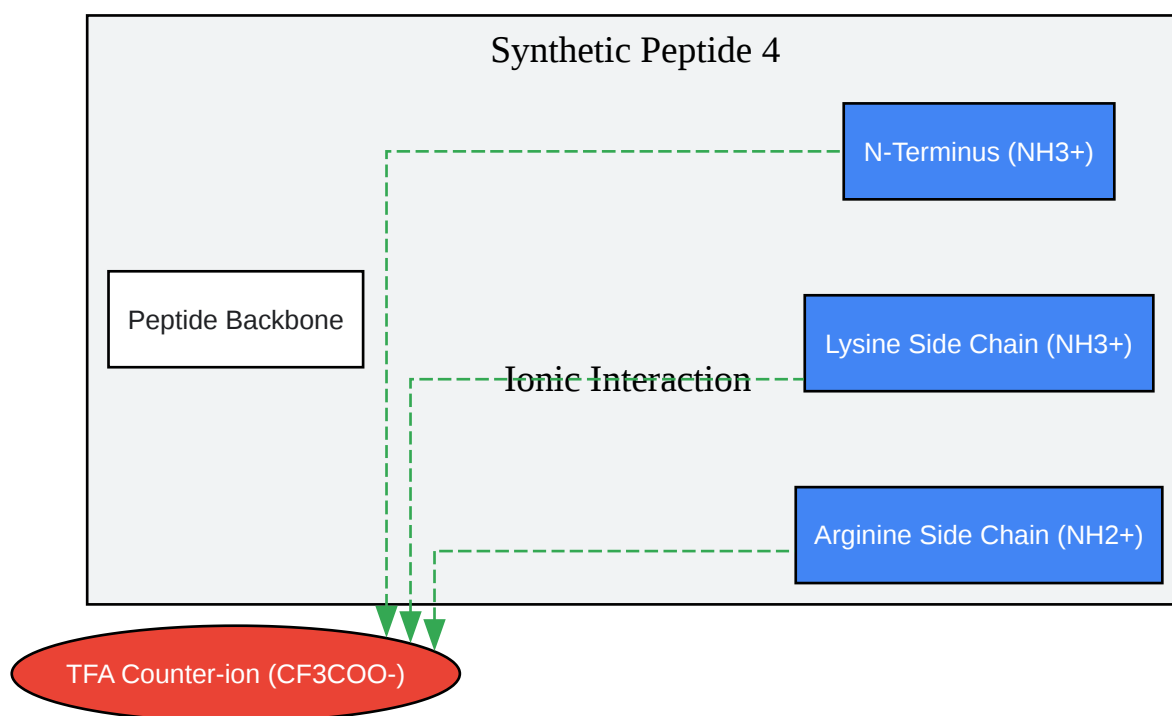 Synthetic Peptide 4
N-Terminus (NH3+)
Peptide Backbone
Lysine Side Chain (NH3+)
Ionic Interaction
Arginine Side Chain (NH2+)
TFA Counter-ion (CF3COO-)